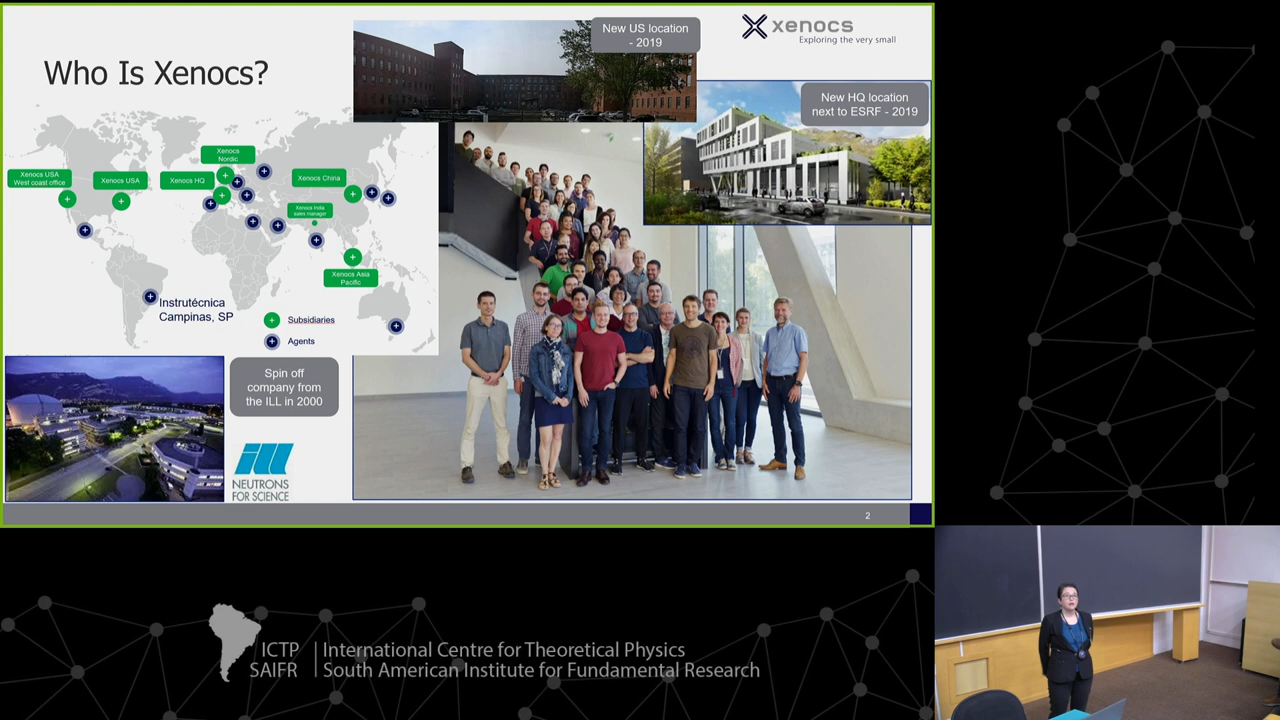 Who Is Xenocs?
New US location
- 2019
xenocs
Exploring the very small
New HQ location
next to ESRF - 2019
Xenocs
Nordic
Xenocs USA
West coast office
Xenocs USA
Xenocs HQ
Xenocs China
Xenocs India
sales manager
Xenocs Asia
Pacific
Instrutécnica
Campinas, SP
Subsidiaries
Agents
Spin off
company from
the ILL in 2000
ill
NEUTRONS
FOR SCIENCE
2
ICTP
SAIFR
International Centre for Theoretical Physics
South American Institute for Fundamental Research